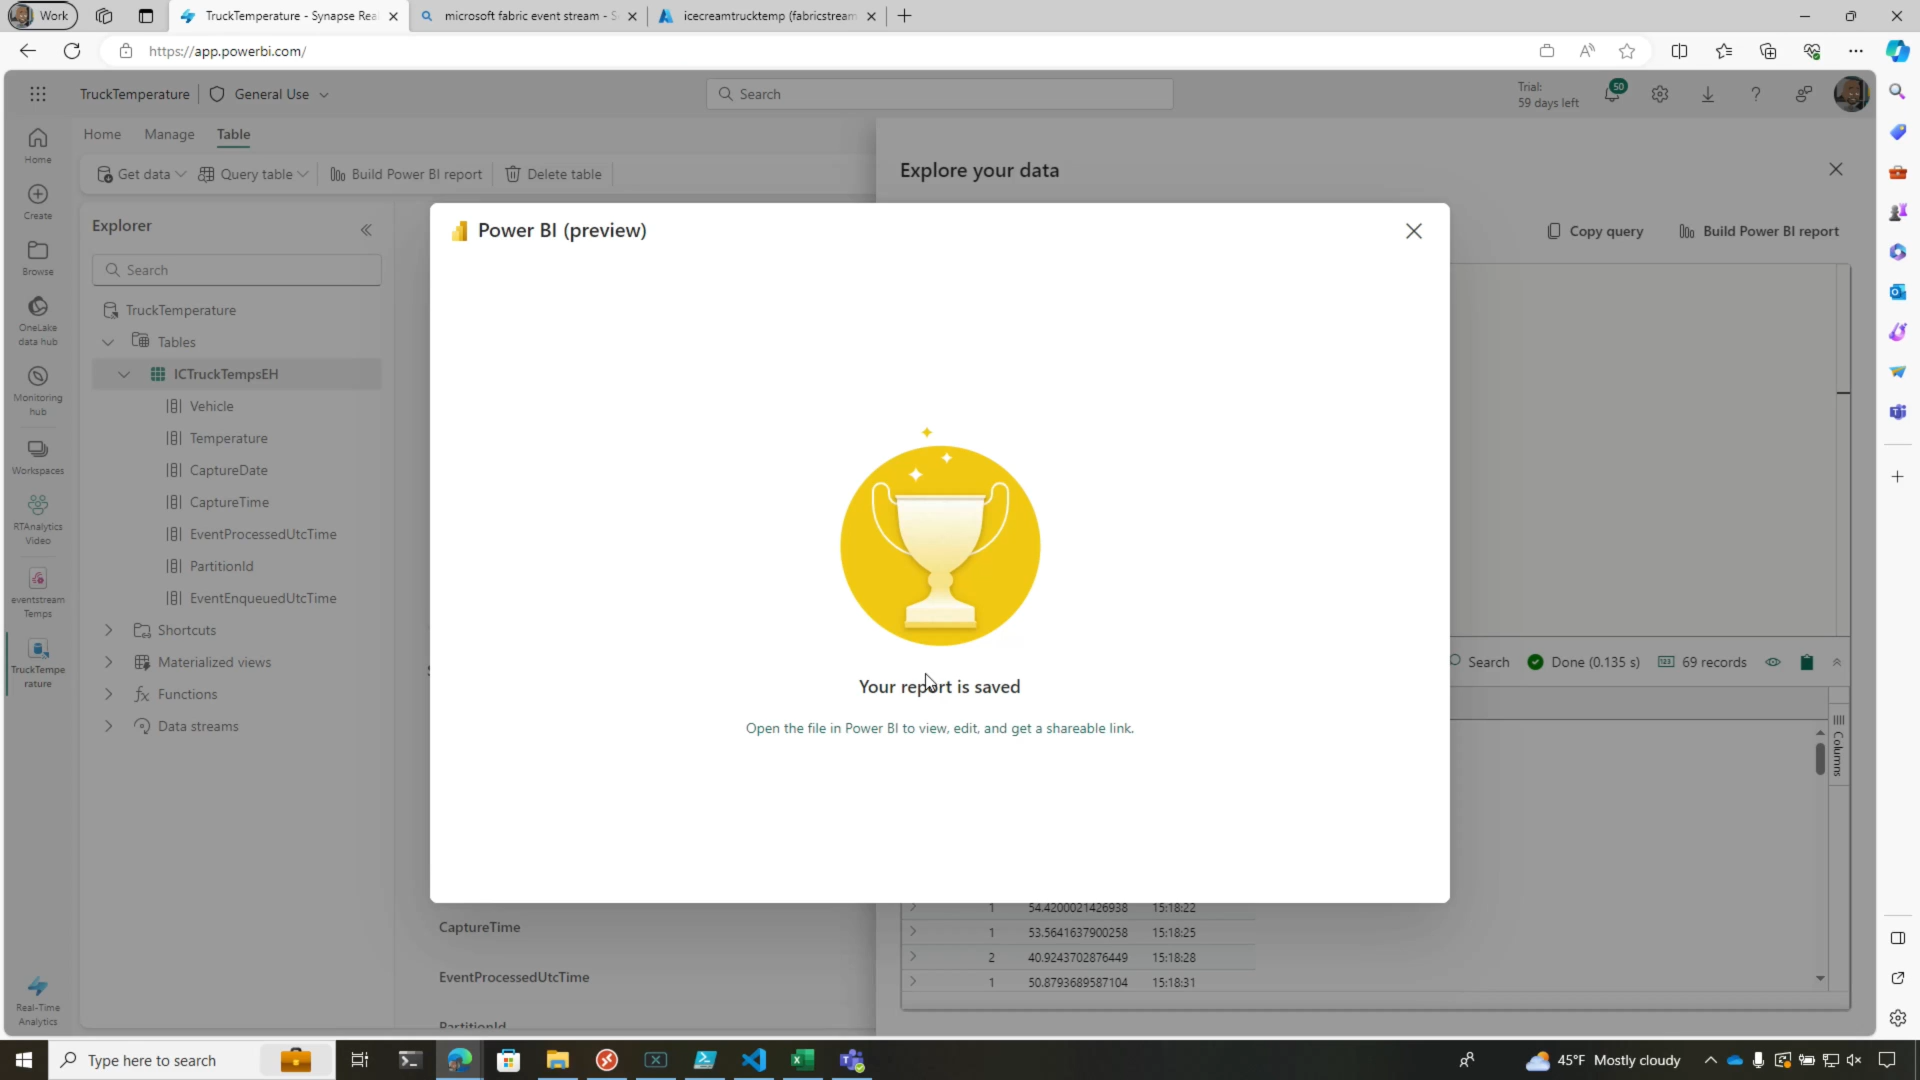 Work
TruckTemperature - Synapse Rea
microsoft fabric event stream - S
icecreamtrucktemp (fabricstream
https://app.powerbi.com/
TruckTemperature
General Use
Search
Trial:
59 days left
50
Home
Manage
Table
Get data
Query table
Build Power BI report
Delete table
Explore your data
Copy query
Build Power BI report
Home
Create
Browse
OneLake
data hub
Monitoring
hub
Workspaces
RTAnalytics
Video
eventstream
Temps
TruckTempe
rature
Real-Time
Analytics
Explorer
Search
TruckTemperature
Tables
ICTruckTempsEH
Vehicle
Temperature
CaptureDate
CaptureTime
EventProcessedUtcTime
PartitionId
EventEnqueuedUtcTime
Shortcuts
Materialized views
Functions
Data streams
Power BI (preview)
Your report is saved
Open the file in Power BI to view, edit, and get a shareable link.
Search
Done (0.135 s)
69 records
Columns
CaptureTime
EventProcessedUtcTime
PartitionId
1 54.4200021426938 15:18:22
1 53.5641637900258 15:18:25
2 40.9243702876449 15:18:28
1 50.8793689587104 15:18:31
Type here to search
45°F Mostly cloudy